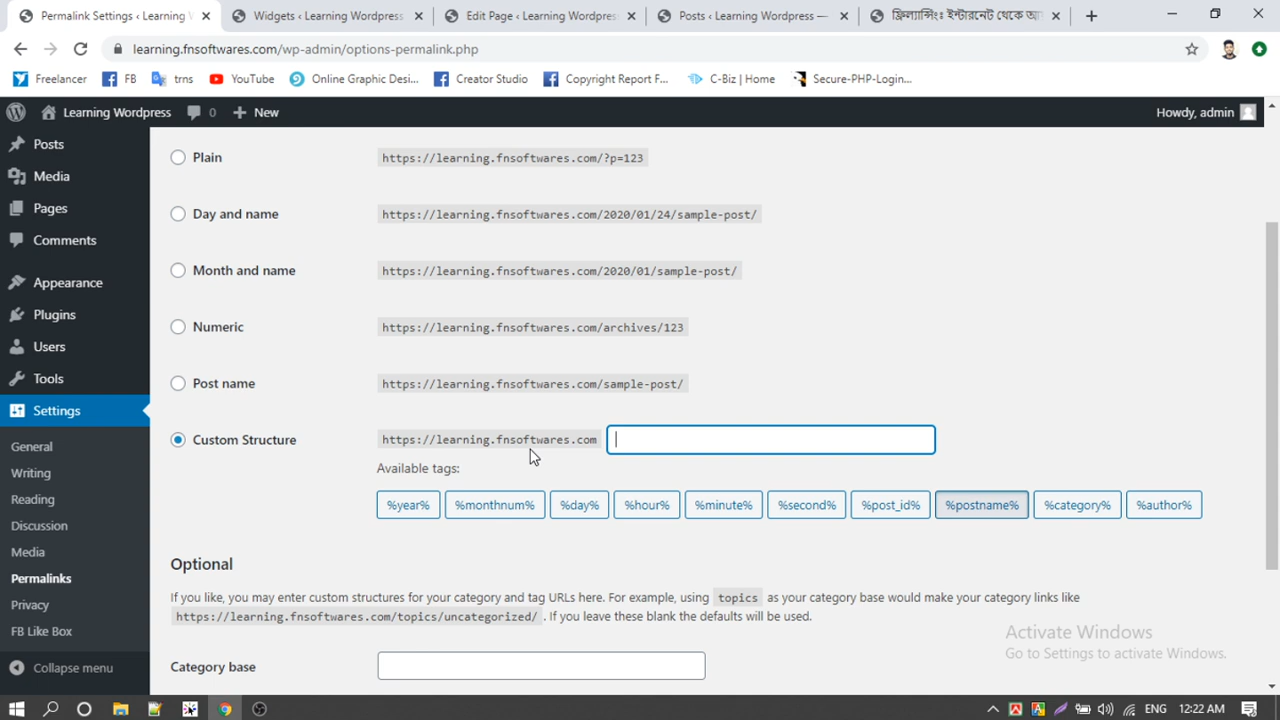 Permalink Settings ‹ Learning W
Widgets ‹ Learning Wordpress
Edit Page ‹ Learning Wordpress
Posts ‹ Learning Wordpress —
ফ্রিল্যান্সিংঃ ইন্টারনেট থেকে আ
learning.fnsoftwares.com/wp-admin/options-permalink.php
Freelancer
FB
trns
YouTube
Online Graphic Desi...
Creator Studio
Copyright Report F...
C-Biz | Home
Secure-PHP-Login...
Learning Wordpress
0
New
Howdy, admin
Posts
Media
Pages
Comments
Appearance
Plugins
Users
Tools
Settings
General
Writing
Reading
Discussion
Media
Permalinks
Privacy
FB Like Box
Collapse menu
Plain https://learning.fnsoftwares.com/?p=123
Day and name https://learning.fnsoftwares.com/2020/01/24/sample-post/
Month and name https://learning.fnsoftwares.com/2020/01/sample-post/
Numeric https://learning.fnsoftwares.com/archives/123
Post name https://learning.fnsoftwares.com/sample-post/
Custom Structure https://learning.fnsoftwares.com
Available tags:
%year% %monthnum% %day% %hour% %minute% %second% %post_id% %postname% %category% %author%
Optional
If you like, you may enter custom structures for your category and tag URLs here. For example, using topics as your category base would make your category links like
https://learning.fnsoftwares.com/topics/uncategorized/ . If you leave these blank the defaults will be used.
Category base
Activate Windows
Go to Settings to activate Windows.
ENG 12:22 AM